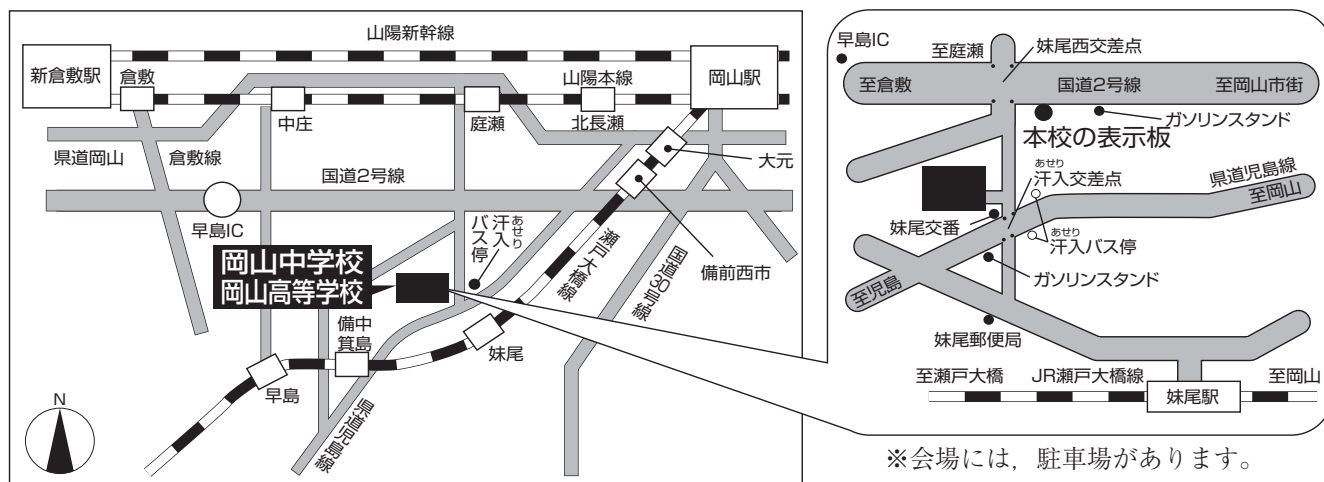 山陽新幹線
新倉敷駅
倉敷
山陽本線
岡山駅
中庄
庭瀬
北長瀬
県道岡山
倉敷線
大元
国道2号線
早島IC
汗入
あせり
バス停
瀬戸大橋線
国道30号線
備前西市
岡山中学校
岡山高等学校
備中
箕島
妹尾
早島
県道児島線
N
早島IC
至庭瀬
妹尾西交差点
至倉敷
国道2号線
至岡山市街
ガソリンスタンド
本校の表示板
あせり
汗入交差点
県道児島線
至岡山
妹尾交番
あせり
汗入バス停
ガソリンスタンド
至児島
妹尾郵便局
至瀬戸大橋
JR瀬戸大橋線
至岡山
妹尾駅
※会場には，駐車場があります。